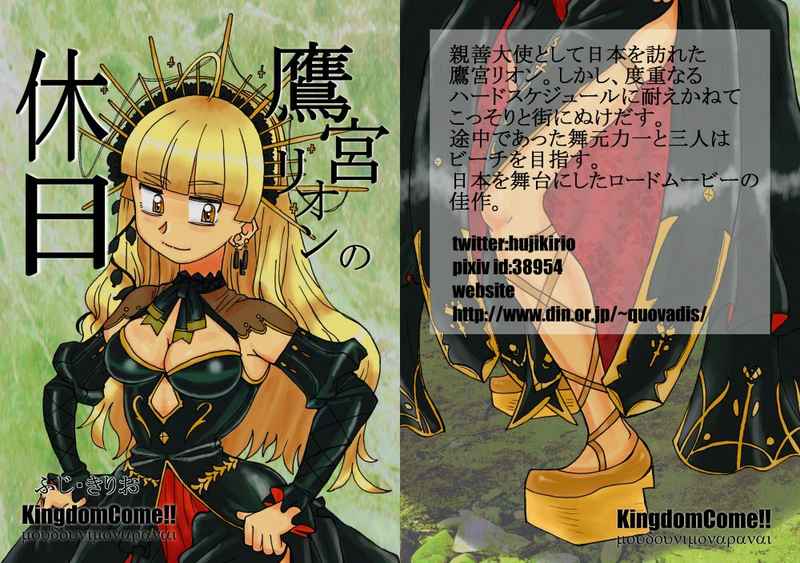 鷹宮リオンの
休日
ふじ・きりお
KingdomCome!!
μουδουνιμοναραναι
親善大使として日本を訪れた
鷹宮リオン。しかし、度重なる
ハードスケジュールに耐えかねて
こっそりと街にぬけだす。
途中であった舞元力一と三人は
ビーチを目指す。
日本を舞台にしたロードムービーの
佳作。
twitter:hujikirio
pixiv id:38954
website
http://www.din.or.jp/~quovadis/
KingdomCome!!
μουδουνιμοναραναι